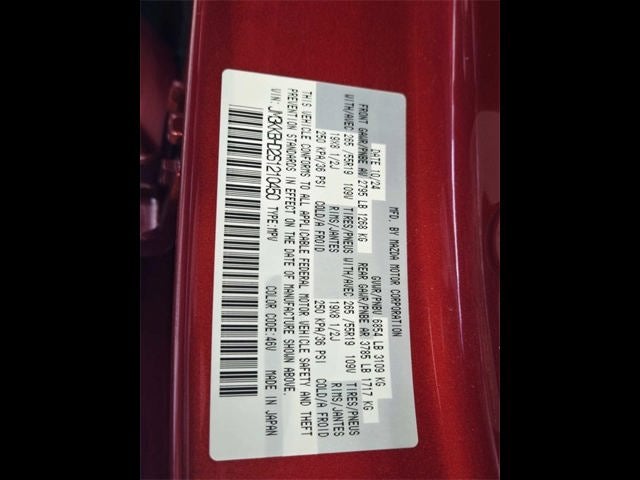 MFD. BY MAZDA MOTOR CORPORATION
DATE 10/24 GVWR/PNBV 6854 LB 3109 KG
FRONT GAWR/PNBE AV 2795 LB 1268 KG REAR GAWR/PNBE AR 3785 LB 1717 KG
WITH/AVEC 265 /55R19 109V TIRES/PNEUS WITH/AVEC 265 /55R19 109V TIRES/PNEUS
19X8 1/2J RIMS/JANTES 19X8 1/2J RIMS/JANTES
250 KPA/36 PSI COLD/A FROID 250 KPA/36 PSI COLD/A FROID
THIS VEHICLE CONFORMS TO ALL APPLICABLE FEDERAL MOTOR VEHICLE SAFETY AND THEFT
PREVENTION STANDARDS IN EFFECT ON THE DATE OF MANUFACTURE SHOWN ABOVE.
VIN: JM3KKBHD2S1210450 TYPE:MPV COLOR CODE:46V MADE IN JAPAN